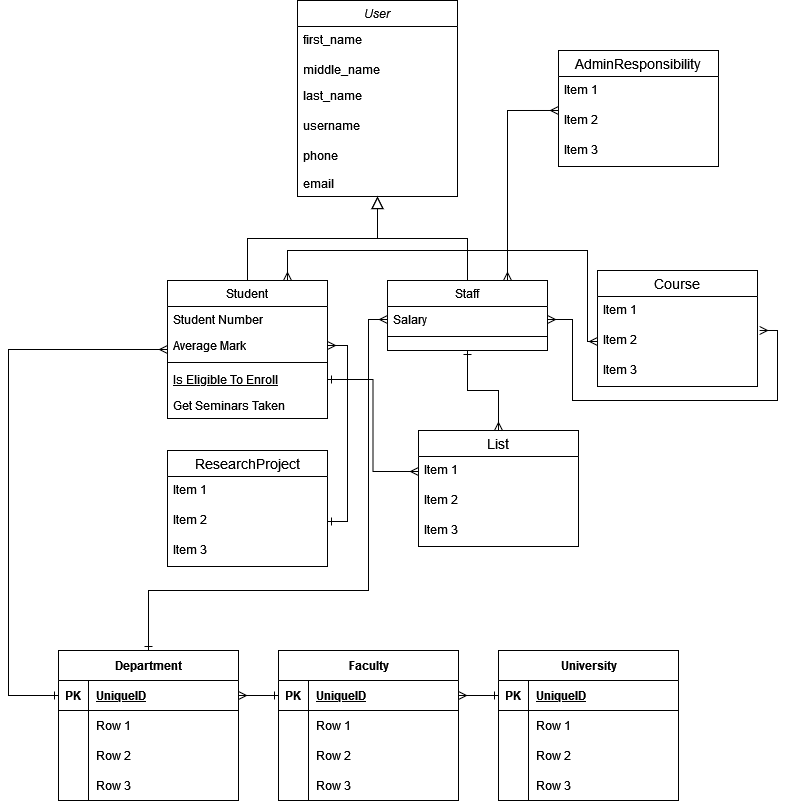 User
first_name
middle_name
last_name
username
phone
email
AdminResponsibility
Item 1
Item 2
Item 3
Student
Student Number
Average Mark
Is Eligible To Enroll
Get Seminars Taken
Staff
Salary
Course
Item 1
Item 2
Item 3
ResearchProject
Item 1
Item 2
Item 3
List
Item 1
Item 2
Item 3
Department
PK UniqueID
Row 1
Row 2
Row 3
Faculty
PK UniqueID
Row 1
Row 2
Row 3
University
PK UniqueID
Row 1
Row 2
Row 3